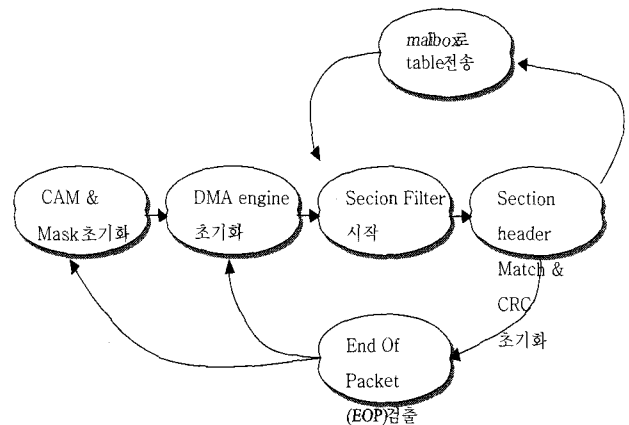 malbox로
table전송
CAM &
Mask초기화
DMA engine
초기화
Secion Filter
시작
Section
header
Match &
CRC
초기화
End Of
Packet
(EOP)검출